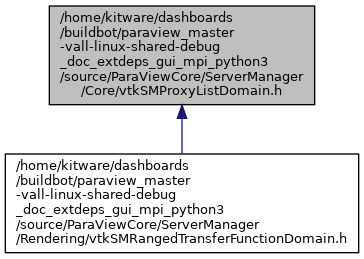 /home/kitware/dashboards
/buildbot/paraview_master
-vall-linux-shared-debug
_doc_extdeps_gui_mpi_python3
/source/ParaViewCore/ServerManager
/Core/vtkSMProxyListDomain.h
/home/kitware/dashboards
/buildbot/paraview_master
-vall-linux-shared-debug
_doc_extdeps_gui_mpi_python3
/source/ParaViewCore/ServerManager
/Rendering/vtkSMRangedTransferFunctionDomain.h